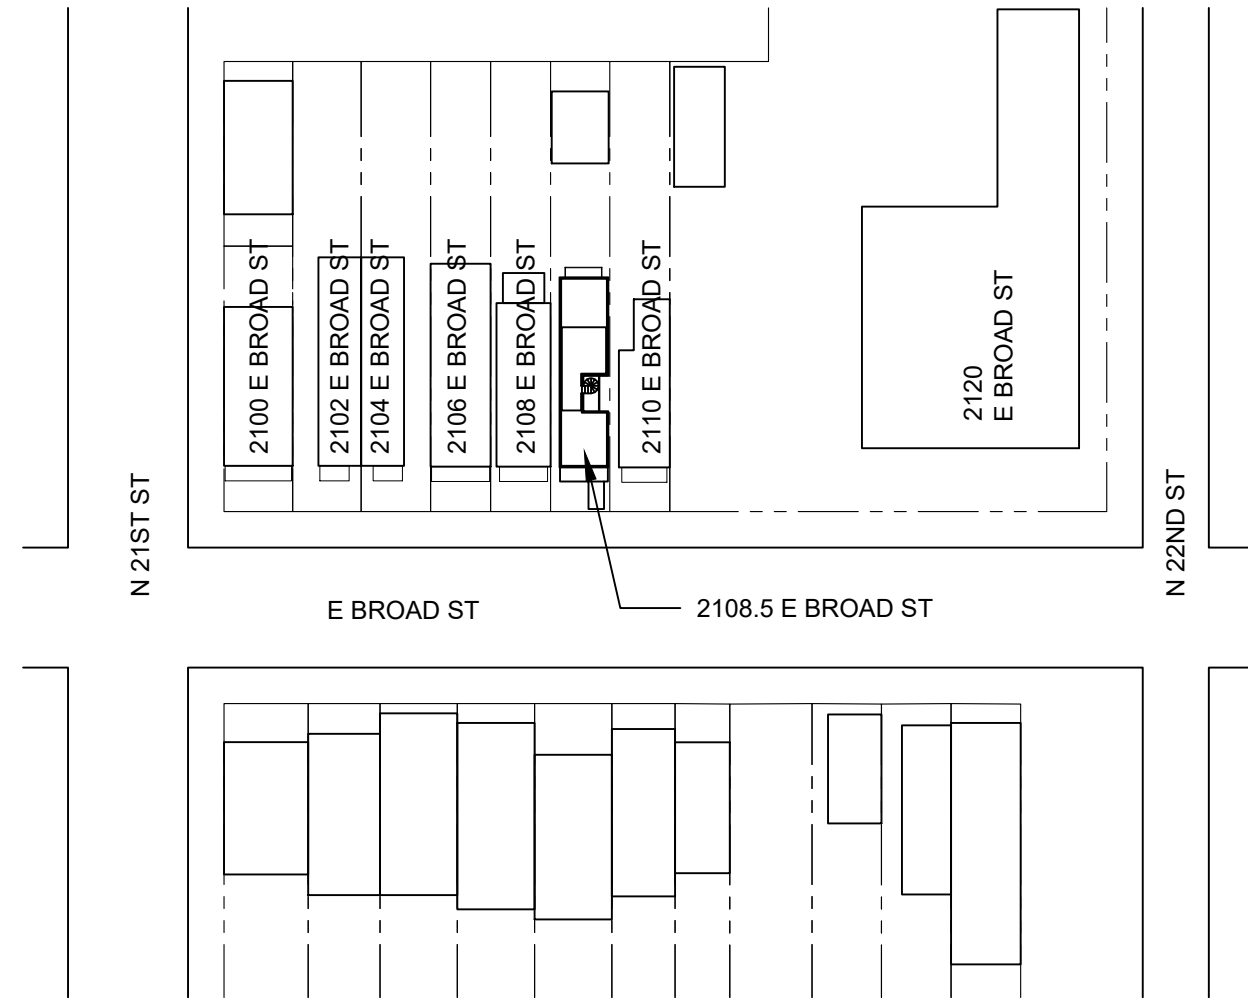 2100 E BROAD ST
2102 E BROAD ST
2104 E BROAD ST
2106 E BROAD ST
2108 E BROAD ST
2110 E BROAD ST
2120
E BROAD ST
N 21ST ST
N 22ND ST
E BROAD ST
2108.5 E BROAD ST